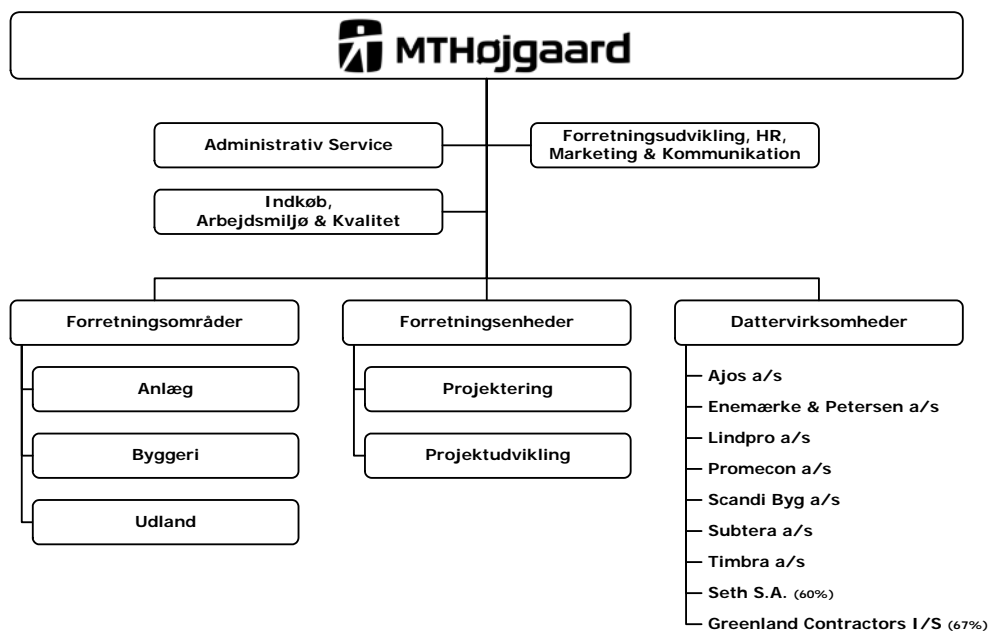 MTHøjgaard
Administrativ Service
Forretningsudvikling, HR,
Marketing & Kommunikation
Indkøb,
Arbejdsmiljø & Kvalitet
Forretningsområder
Anlæg
Byggeri
Udland
Forretningsenheder
Projektering
Projektudvikling
Dattervirksomheder
Ajos a/s
Enemærke & Petersen a/s
Lindpro a/s
Promecon a/s
Scandi Byg a/s
Subtera a/s
Timbra a/s
Seth S.A. (60%)
Greenland Contractors I/S (67%)